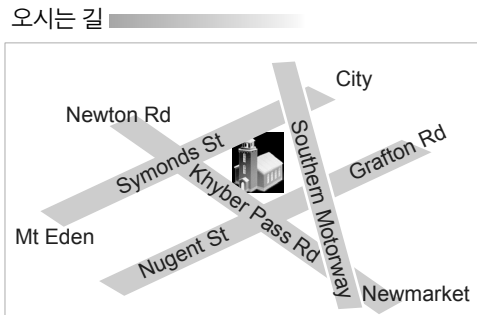 오시는 길
City
Newton Rd
Symonds St
Southern Motorway
Grafton Rd
Khyber Pass Rd
Mt Eden
Nugent St
Newmarket